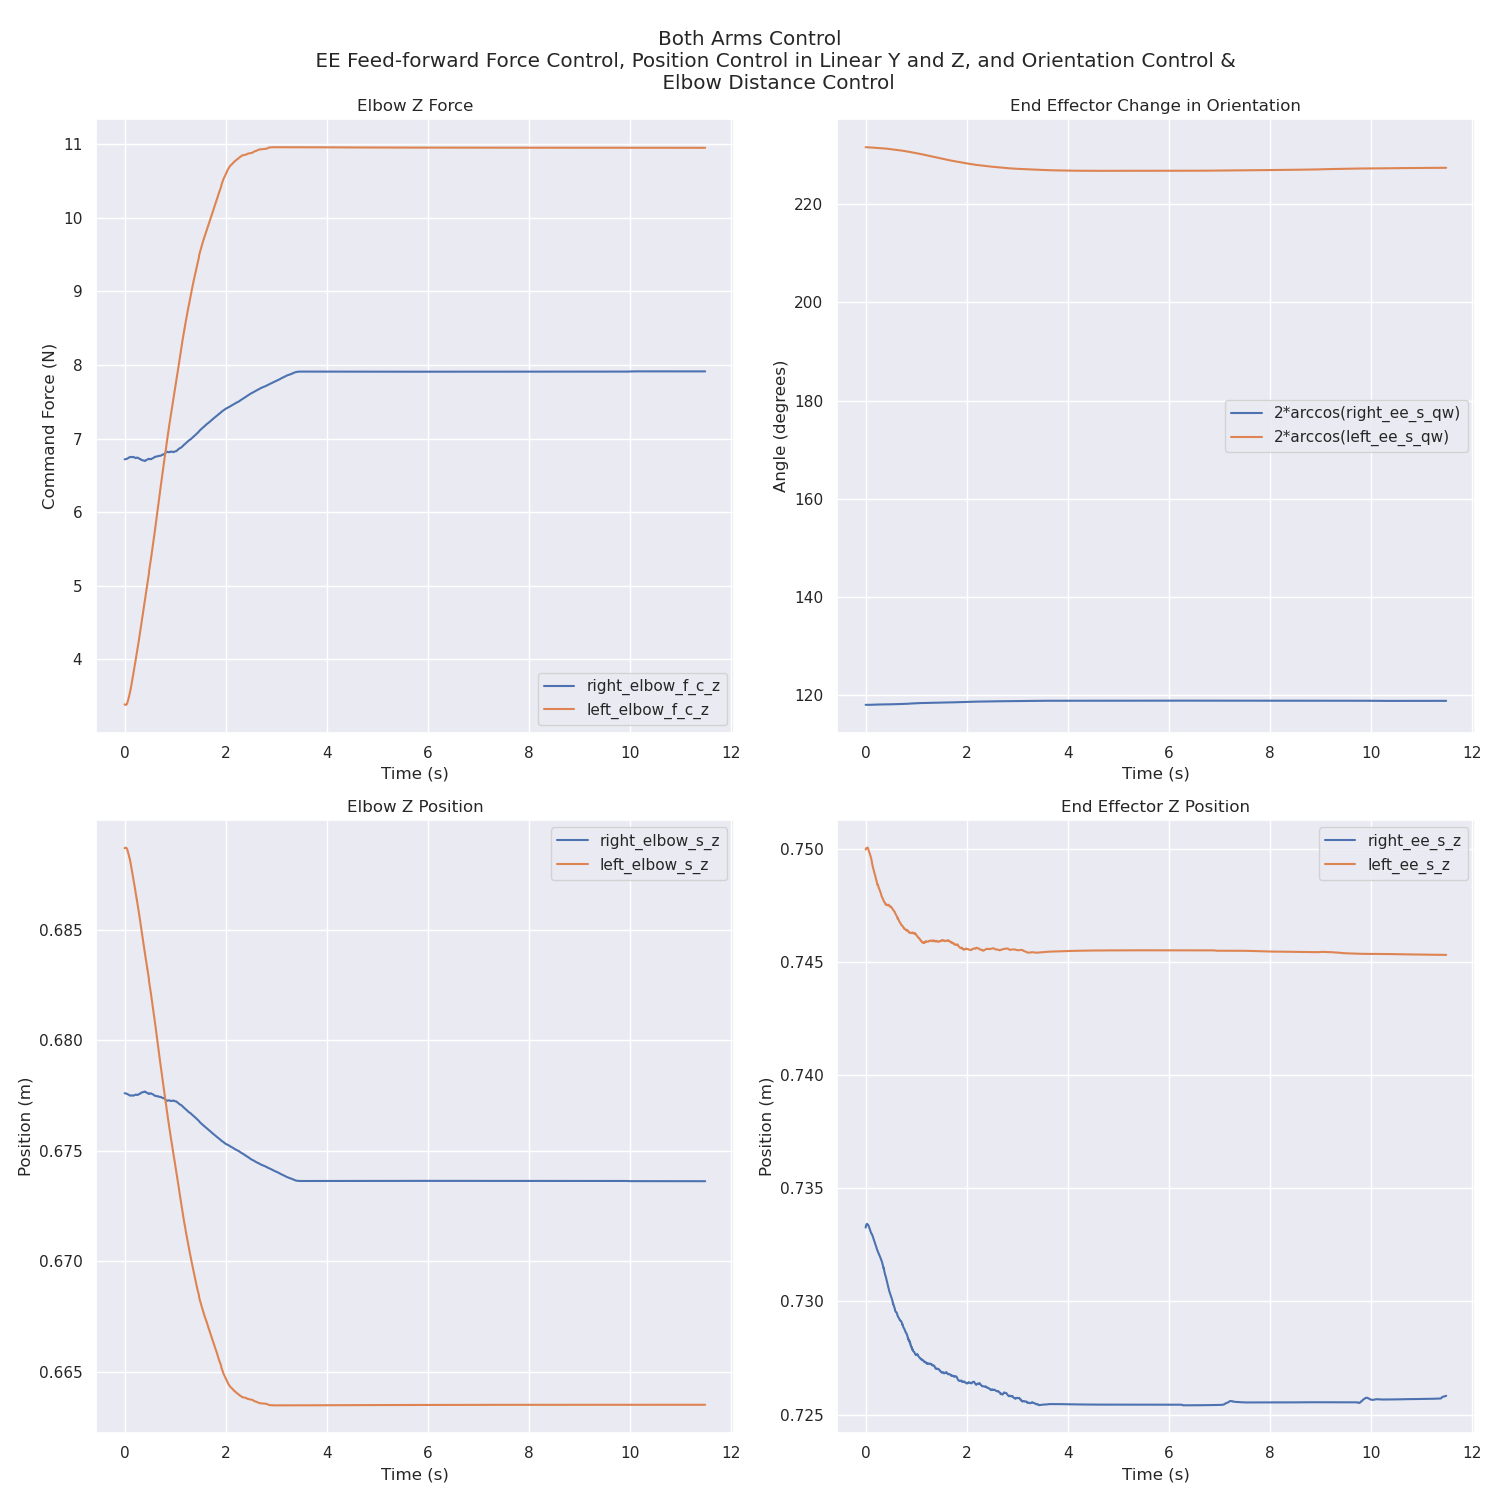 Both Arms Control
EE Feed-forward Force Control, Position Control in Linear Y and Z, and Orientation Control &
Elbow Distance Control
Elbow Z Force
11
10
9
8
7
6
5
4
Command Force (N)
right_elbow_f_c_z
left_elbow_f_c_z
0 2 4 6 8 10 12
Time (s)
End Effector Change in Orientation
220
200
180
160
140
120
Angle (degrees)
2*arccos(right_ee_s_qw)
2*arccos(left_ee_s_qw)
0 2 4 6 8 10 12
Time (s)
Elbow Z Position
right_elbow_s_z
left_elbow_s_z
0.685
0.680
0.675
0.670
0.665
Position (m)
0 2 4 6 8 10 12
Time (s)
End Effector Z Position
right_ee_s_z
left_ee_s_z
0.750
0.745
0.740
0.735
0.730
0.725
Position (m)
0 2 4 6 8 10 12
Time (s)